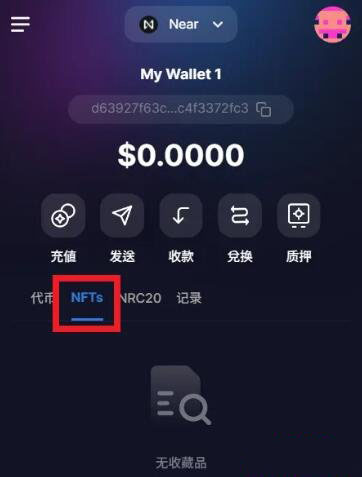 Near
My Wallet 1
d63927f63c...c4f3372fc3
$0.0000
充值 发送 收款 兑换 质押
代币 NFTs NRC20 记录
无收藏品